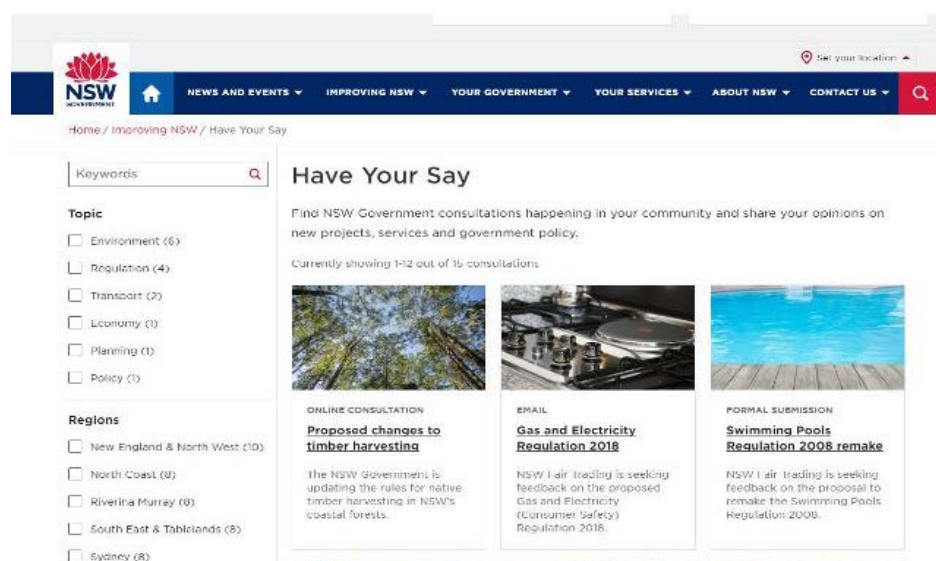 Set your location
NSW
GOVERNMENT
NEWS AND EVENTS
IMPROVING NSW
YOUR GOVERNMENT
YOUR SERVICES
ABOUT NSW
CONTACT US
Home / Improving NSW / Have Your Say
Keywords
Topic
Environment (6)
Regulation (4)
Transport (2)
Economy (1)
Planning (1)
Policy (1)
Regions
New England & North West (10)
North Coast (8)
Riverina Murray (8)
South East & Tablelands (8)
Sydney (8)
Have Your Say
Find NSW Government consultations happening in your community and share your opinions on
new projects, services and government policy.
Currently showing 1-12 out of 15 consultations
ONLINE CONSULTATION
Proposed changes to
timber harvesting
The NSW Government is
updating the rules for native
timber harvesting in NSW's
coastal forests.
EMAIL
Gas and Electricity
Regulation 2018
NSW Fair Trading is seeking
feedback on the proposed
Gas and Electricity
(Consumer Safety)
Regulation 2018.
FORMAL SUBMISSION
Swimming Pools
Regulation 2008 remake
NSW Fair Trading is seeking
feedback on the proposal to
remake the Swimming Pools
Regulation 2008.